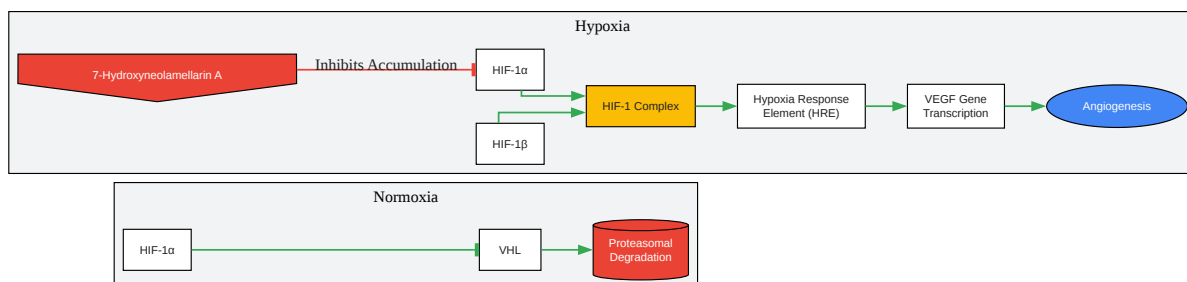 Hypoxia
7-Hydroxyneolamellarin A
Inhibits Accumulation
HIF-1α
HIF-1β
HIF-1 Complex
Hypoxia Response
Element (HRE)
VEGF Gene
Transcription
Angiogenesis
Normoxia
HIF-1α
VHL
Proteasomal
Degradation